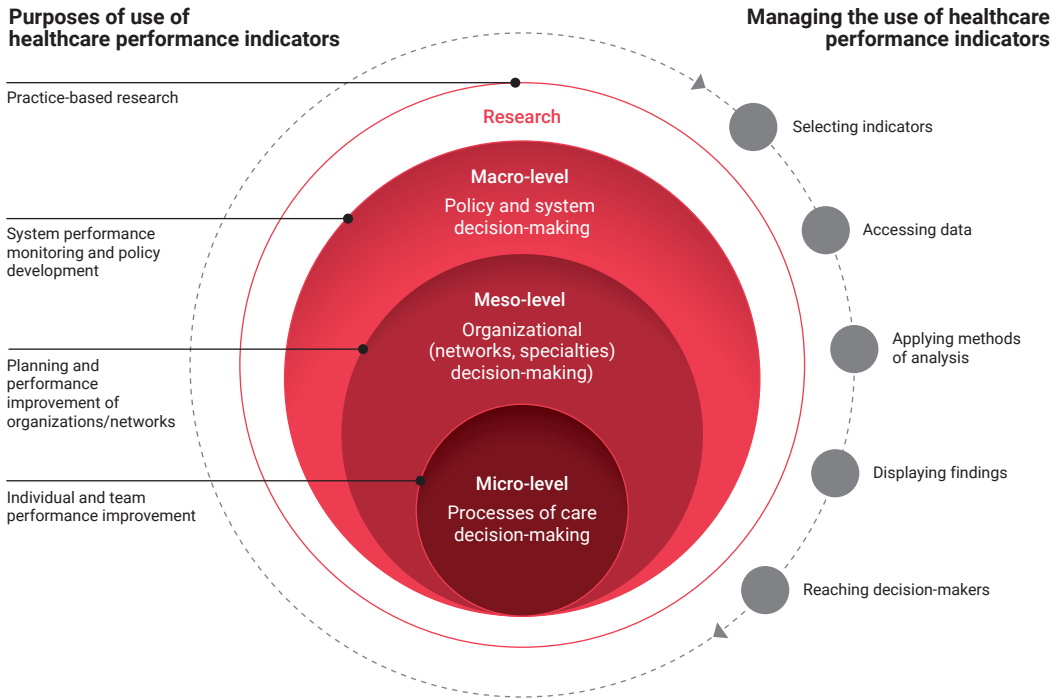 Purposes of use of
healthcare performance indicators
Managing the use of healthcare
performance indicators
Practice-based research
System performance
monitoring and policy
development
Planning and
performance
improvement of
organizations/networks
Individual and team
performance improvement
Research
Macro-level
Policy and system
decision-making
Meso-level
Organizational
(networks, specialties)
decision-making)
Micro-level
Processes of care
decision-making
Selecting indicators
Accessing data
Applying methods
of analysis
Displaying findings
Reaching decision-makers